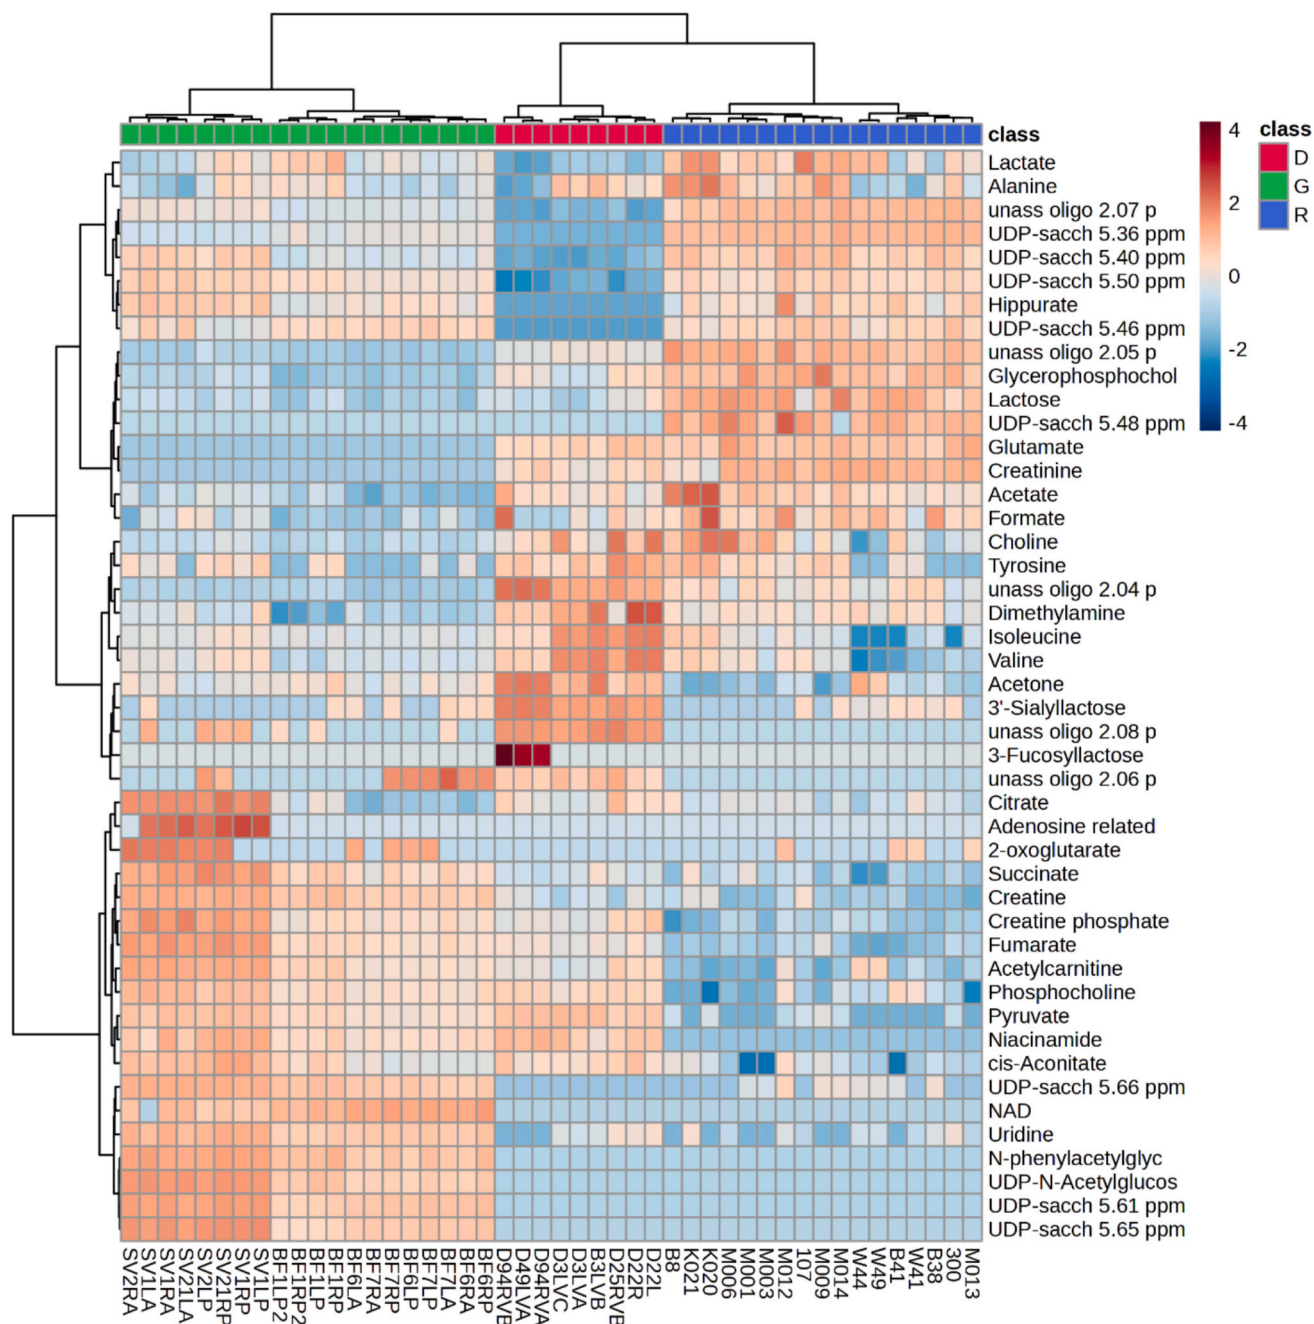 class
Lactate
Alanine
unass oligo 2.07 p
UDP-sacch 5.36 ppm
UDP-sacch 5.40 ppm
UDP-sacch 5.50 ppm
Hippurate
UDP-sacch 5.46 ppm
unass oligo 2.05 p
Glycerophosphochol
Lactose
UDP-sacch 5.48 ppm
Glutamate
Creatinine
Acetate
Formate
Choline
Tyrosine
unass oligo 2.04 p
Dimethylamine
Isoleucine
Valine
Acetone
3'-Sialyllactose
unass oligo 2.08 p
3-Fucosyllactose
unass oligo 2.06 p
Citrate
Adenosine related
2-oxoglutarate
Succinate
Creatine
Creatine phosphate
Fumarate
Acetylcarnitine
Phosphocholine
Pyruvate
Niacinamide
cis-Aconitate
UDP-sacch 5.66 ppm
NAD
Uridine
N-phenylacetylglyc
UDP-N-Acetylglucos
UDP-sacch 5.61 ppm
UDP-sacch 5.65 ppm
4
2
0
-2
-4
class
D
G
R
SV2RA
SV1LA
SV1RA
SV21LA
SV2LP
SV21RP
SV1RP
SV1LP
BF1LP2
BF1RP2
BF1LP
BF1RP
BF6LA
BF7RA
BF7RP
BF6LP
BF7LP
BF7LA
BF6RA
BF6RP
D94RVB
D49LVA
D94RVA
D3LVC
D3LVA
B3LVB
D25RVB
D22R
D22L
B8
K021
K020
M006
M001
M003
M012
107
M009
M014
W44
W49
B41
W41
B38
300
M013